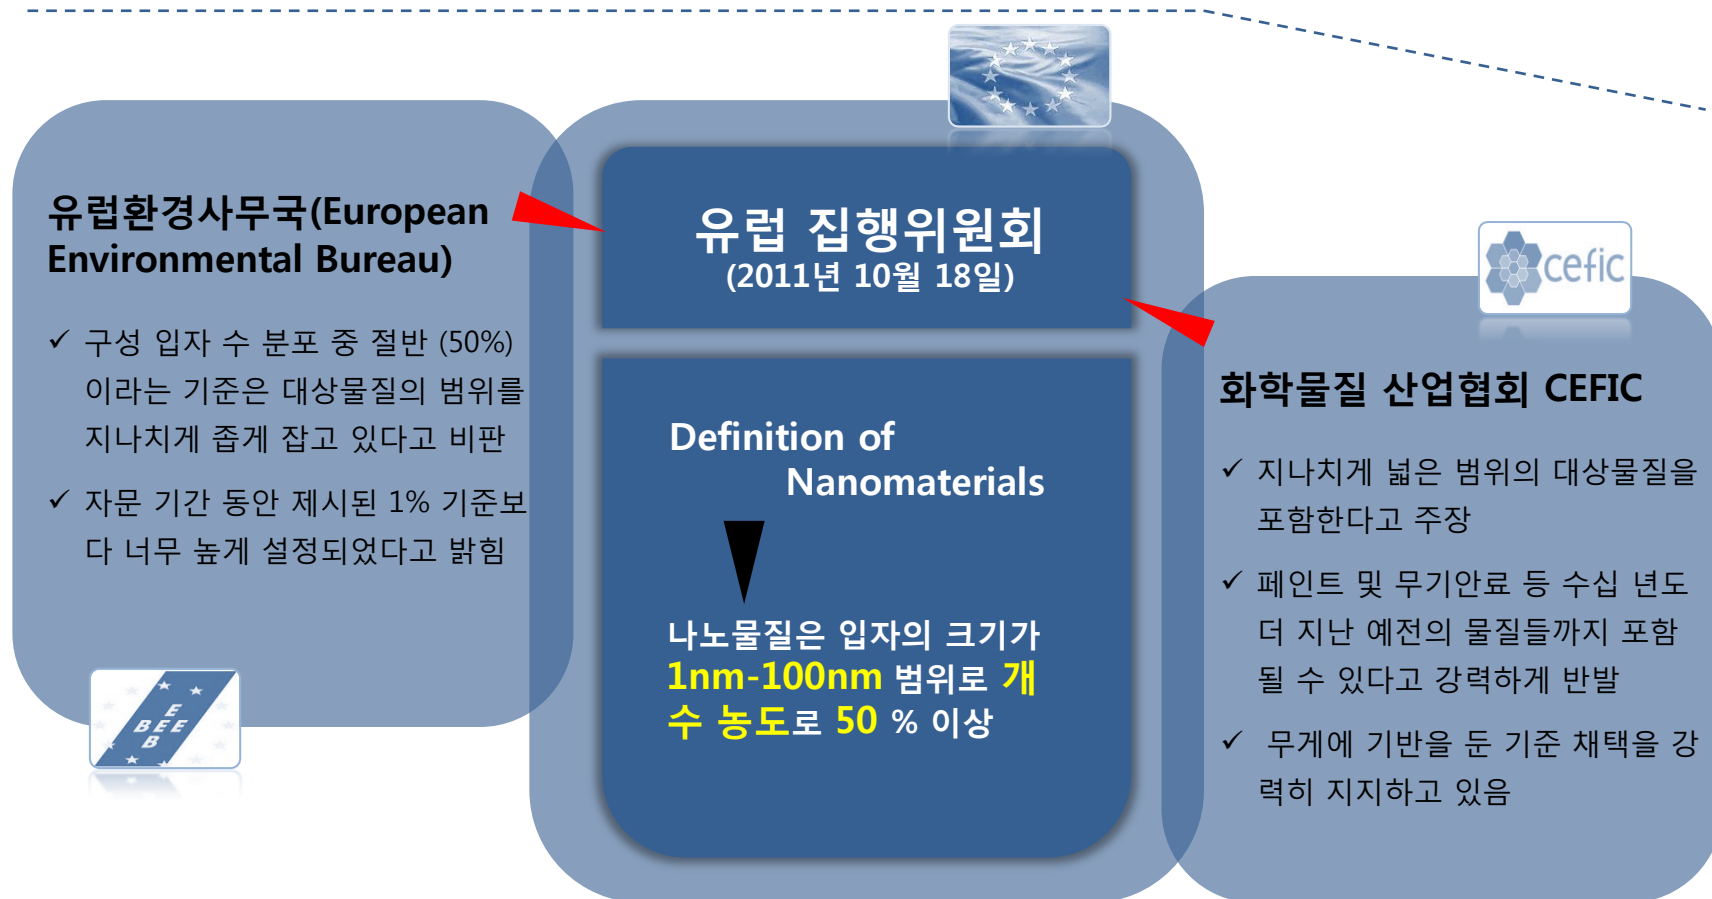 유럽환경사무국(European
Environmental Bureau)
✓ 구성 입자 수 분포 중 절반 (50%)
이라는 기준은 대상물질의 범위를
지나치게 좁게 잡고 있다고 비판
✓ 자문 기간 동안 제시된 1% 기준보
다 너무 높게 설정되었다고 밝힘
E
BEE
B
유럽 집행위원회
(2011년 10월 18일)
Definition of
Nanomaterials
나노물질은 입자의 크기가
1nm-100nm 범위로 개
수 농도로 50 % 이상
cefic
화학물질 산업협회 CEFIC
✓ 지나치게 넓은 범위의 대상물질을
포함한다고 주장
✓ 페인트 및 무기안료 등 수십 년도
더 지난 예전의 물질들까지 포함
될 수 있다고 강력하게 반발
✓ 무게에 기반을 둔 기준 채택을 강
력히 지지하고 있음